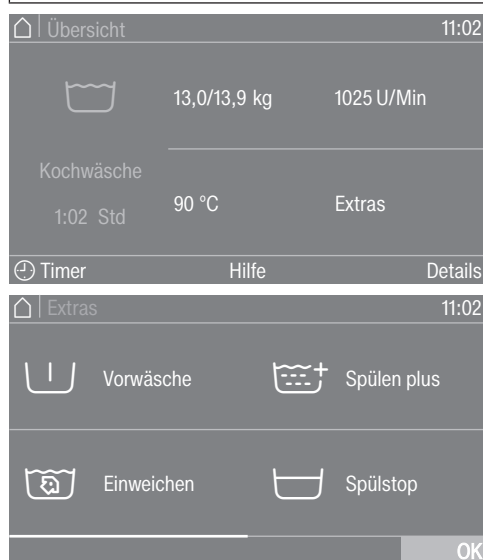 Übersicht 11:02
13,0/13,9 kg 1025 U/Min
Kochwäsche
1:02 Std
90 °C Extras
Timer Hilfe Details
Extras 11:02
Vorwäsche Spülen plus
Einweichen Spülstop
OK